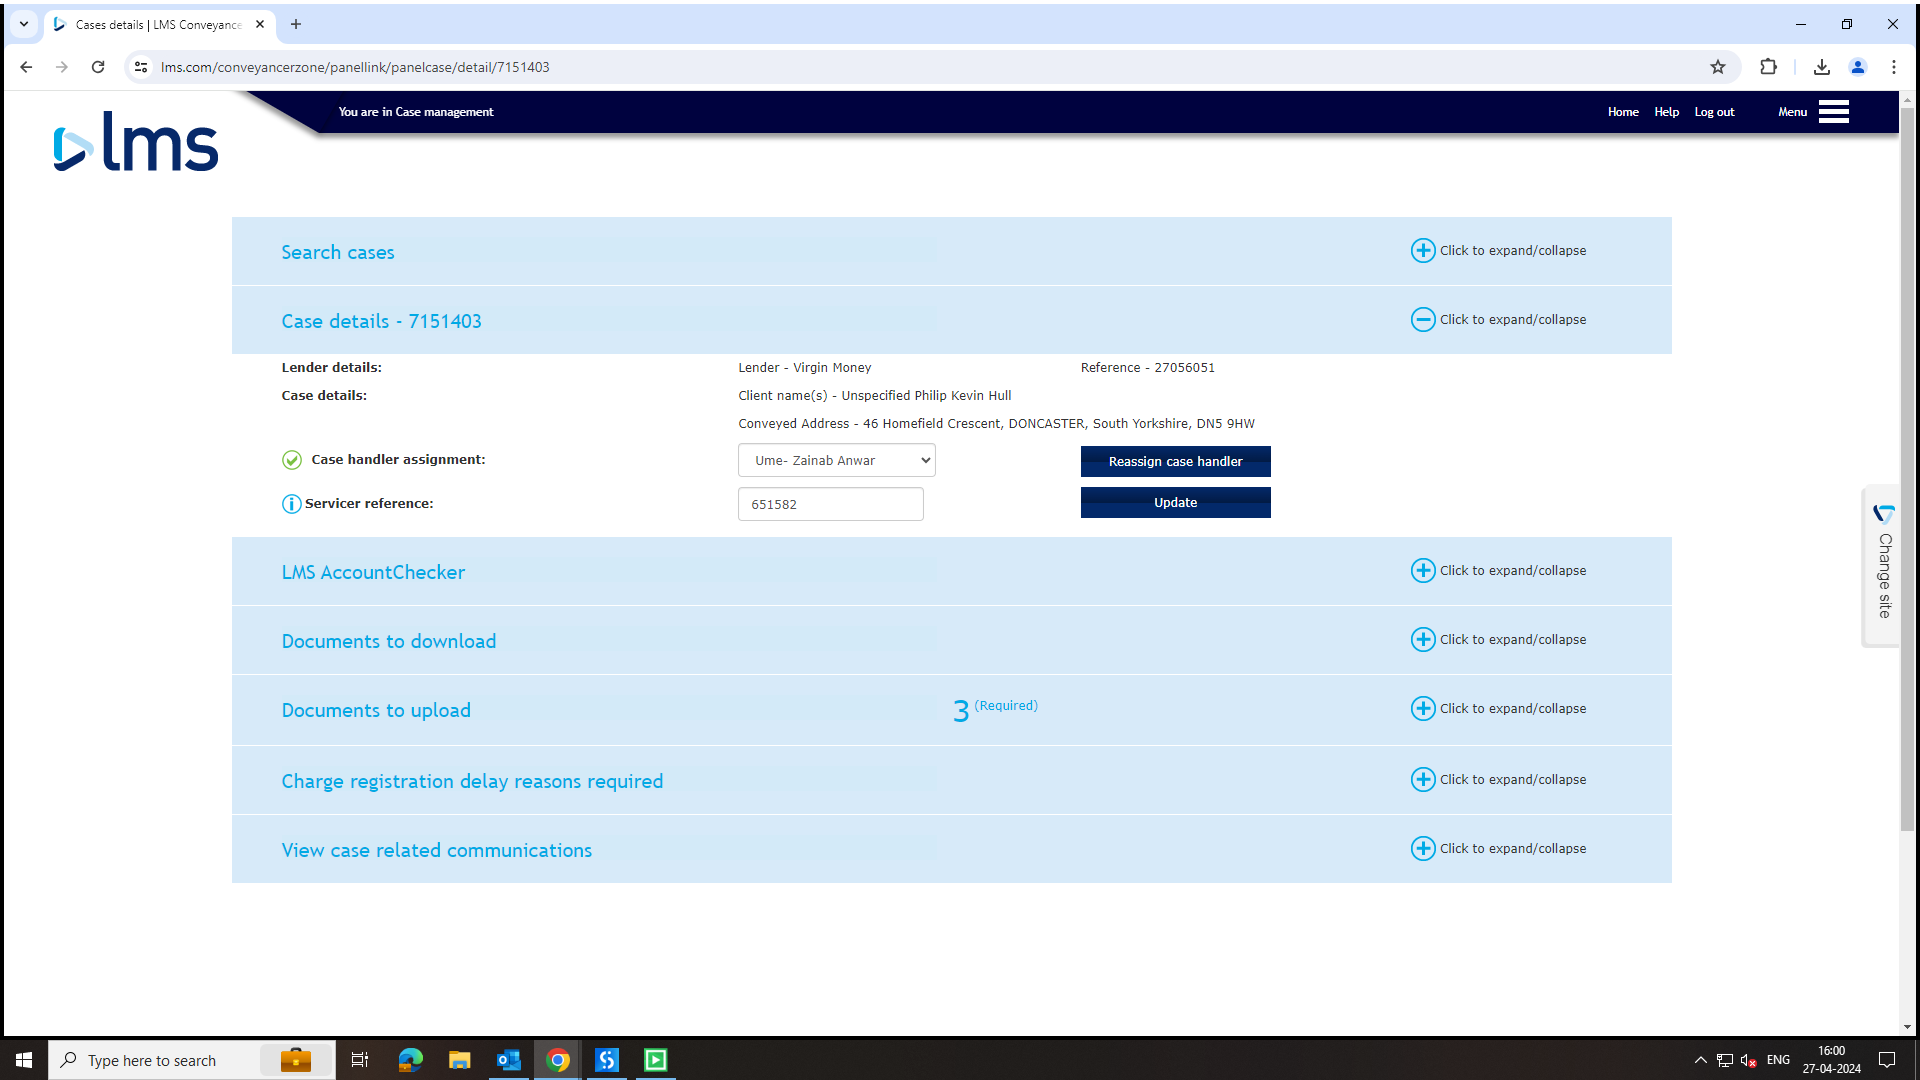 Cases details | LMS Conveyance
lms.com/conveyancerzone/panellink/panelcase/detail/7151403
You are in Case management
Home
Help
Log out
Menu
lms
Search cases
Click to expand/collapse
Case details - 7151403
Click to expand/collapse
Lender details:
Lender - Virgin Money
Reference - 27056051
Case details:
Client name(s) - Unspecified Philip Kevin Hull
Conveyed Address - 46 Homefield Crescent, DONCASTER, South Yorkshire, DN5 9HW
Case handler assignment:
Ume- Zainab Anwar
Reassign case handler
Servicer reference:
651582
Update
Change site
LMS AccountChecker
Click to expand/collapse
Documents to download
Click to expand/collapse
Documents to upload
3 (Required)
Click to expand/collapse
Charge registration delay reasons required
Click to expand/collapse
View case related communications
Click to expand/collapse
Type here to search
ENG
16:00
27-04-2024